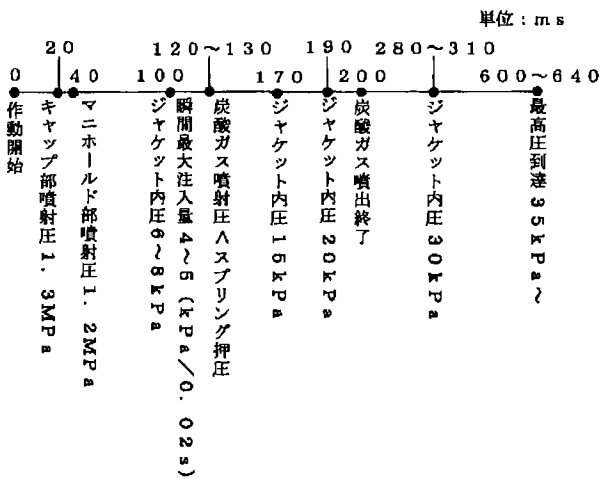 単位：ms
20
120～130
190
280～310
0
40
100
170
200
600～640
作動開始
キャップ部噴射圧1．3MPa
マニホールド部噴射圧1．2MPa
ジャケット内圧6～8kPa
瞬間最大注入量4～5（kPa／0．02s）
炭酸ガス噴射圧＜スプリング押圧
ジャケット内圧15kPa
ジャケット内圧20kPa
炭酸ガス噴出終了
ジャケット内圧30kPa
最高圧到達35kPa～